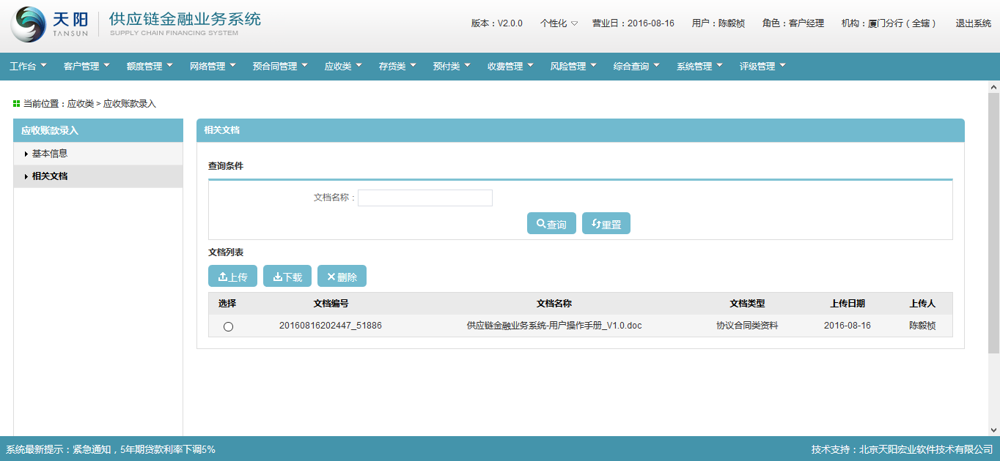 天阳 TANSUN 供应链金融业务系统 SUPPLY CHAIN FINANCING SYSTEM
版本：V2.0.0 个性化 营业日：2016-08-16 用户：陈毅桢 角色：客户经理 机构：厦门分行（全辖） 退出系统
工作台 客户管理 额度管理 网络管理 预合同管理 应收类 存货类 预付类 收费管理 风险管理 综合查询 系统管理 评级管理
当前位置：应收类 > 应收账款录入
应收账款录入
基本信息
相关文档
相关文档
查询条件
文档名称：
查询 重置
文档列表
上传 下载 删除
选择 文档编号 文档名称 文档类型 上传日期 上传人
20160816202447_51886 供应链金融业务系统-用户操作手册_V1.0.doc 协议合同类资料 2016-08-16 陈毅桢
系统最新提示：紧急通知，5年期贷款利率下调5% 技术支持：北京天阳宏业软件技术有限公司